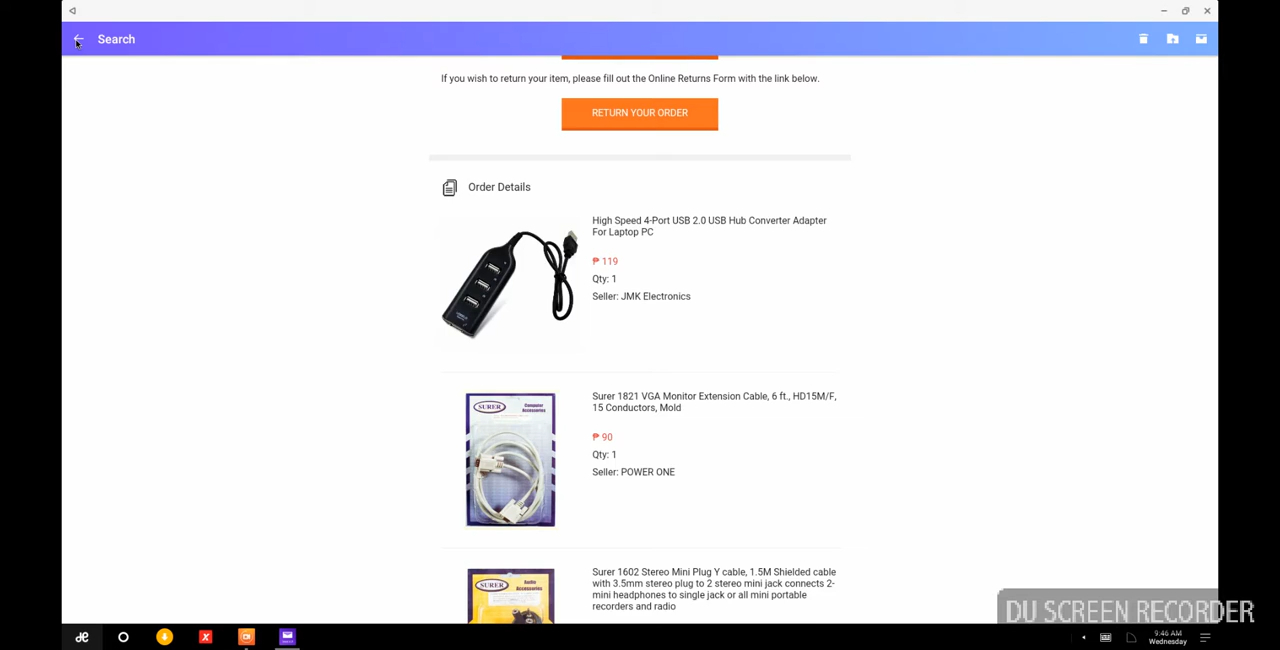 Search
If you wish to return your item, please fill out the Online Returns Form with the link below.
RETURN YOUR ORDER
Order Details
High Speed 4-Port USB 2.0 USB Hub Converter Adapter
For Laptop PC
₱ 119
Qty: 1
Seller: JMK Electronics
SURER
Computer
Accessories
Surer 1821 VGA Monitor Extension Cable, 6 ft., HD15M/F,
15 Conductors, Mold
₱ 90
Qty: 1
Seller: POWER ONE
SURER
Audio
Accessories
Surer 1602 Stereo Mini Plug Y cable, 1.5M Shielded cable
with 3.5mm stereo plug to 2 stereo mini jack connects 2-
mini headphones to single jack or all mini portable
recorders and radio
DU SCREEN RECORDER
9:46 AM
Wednesday